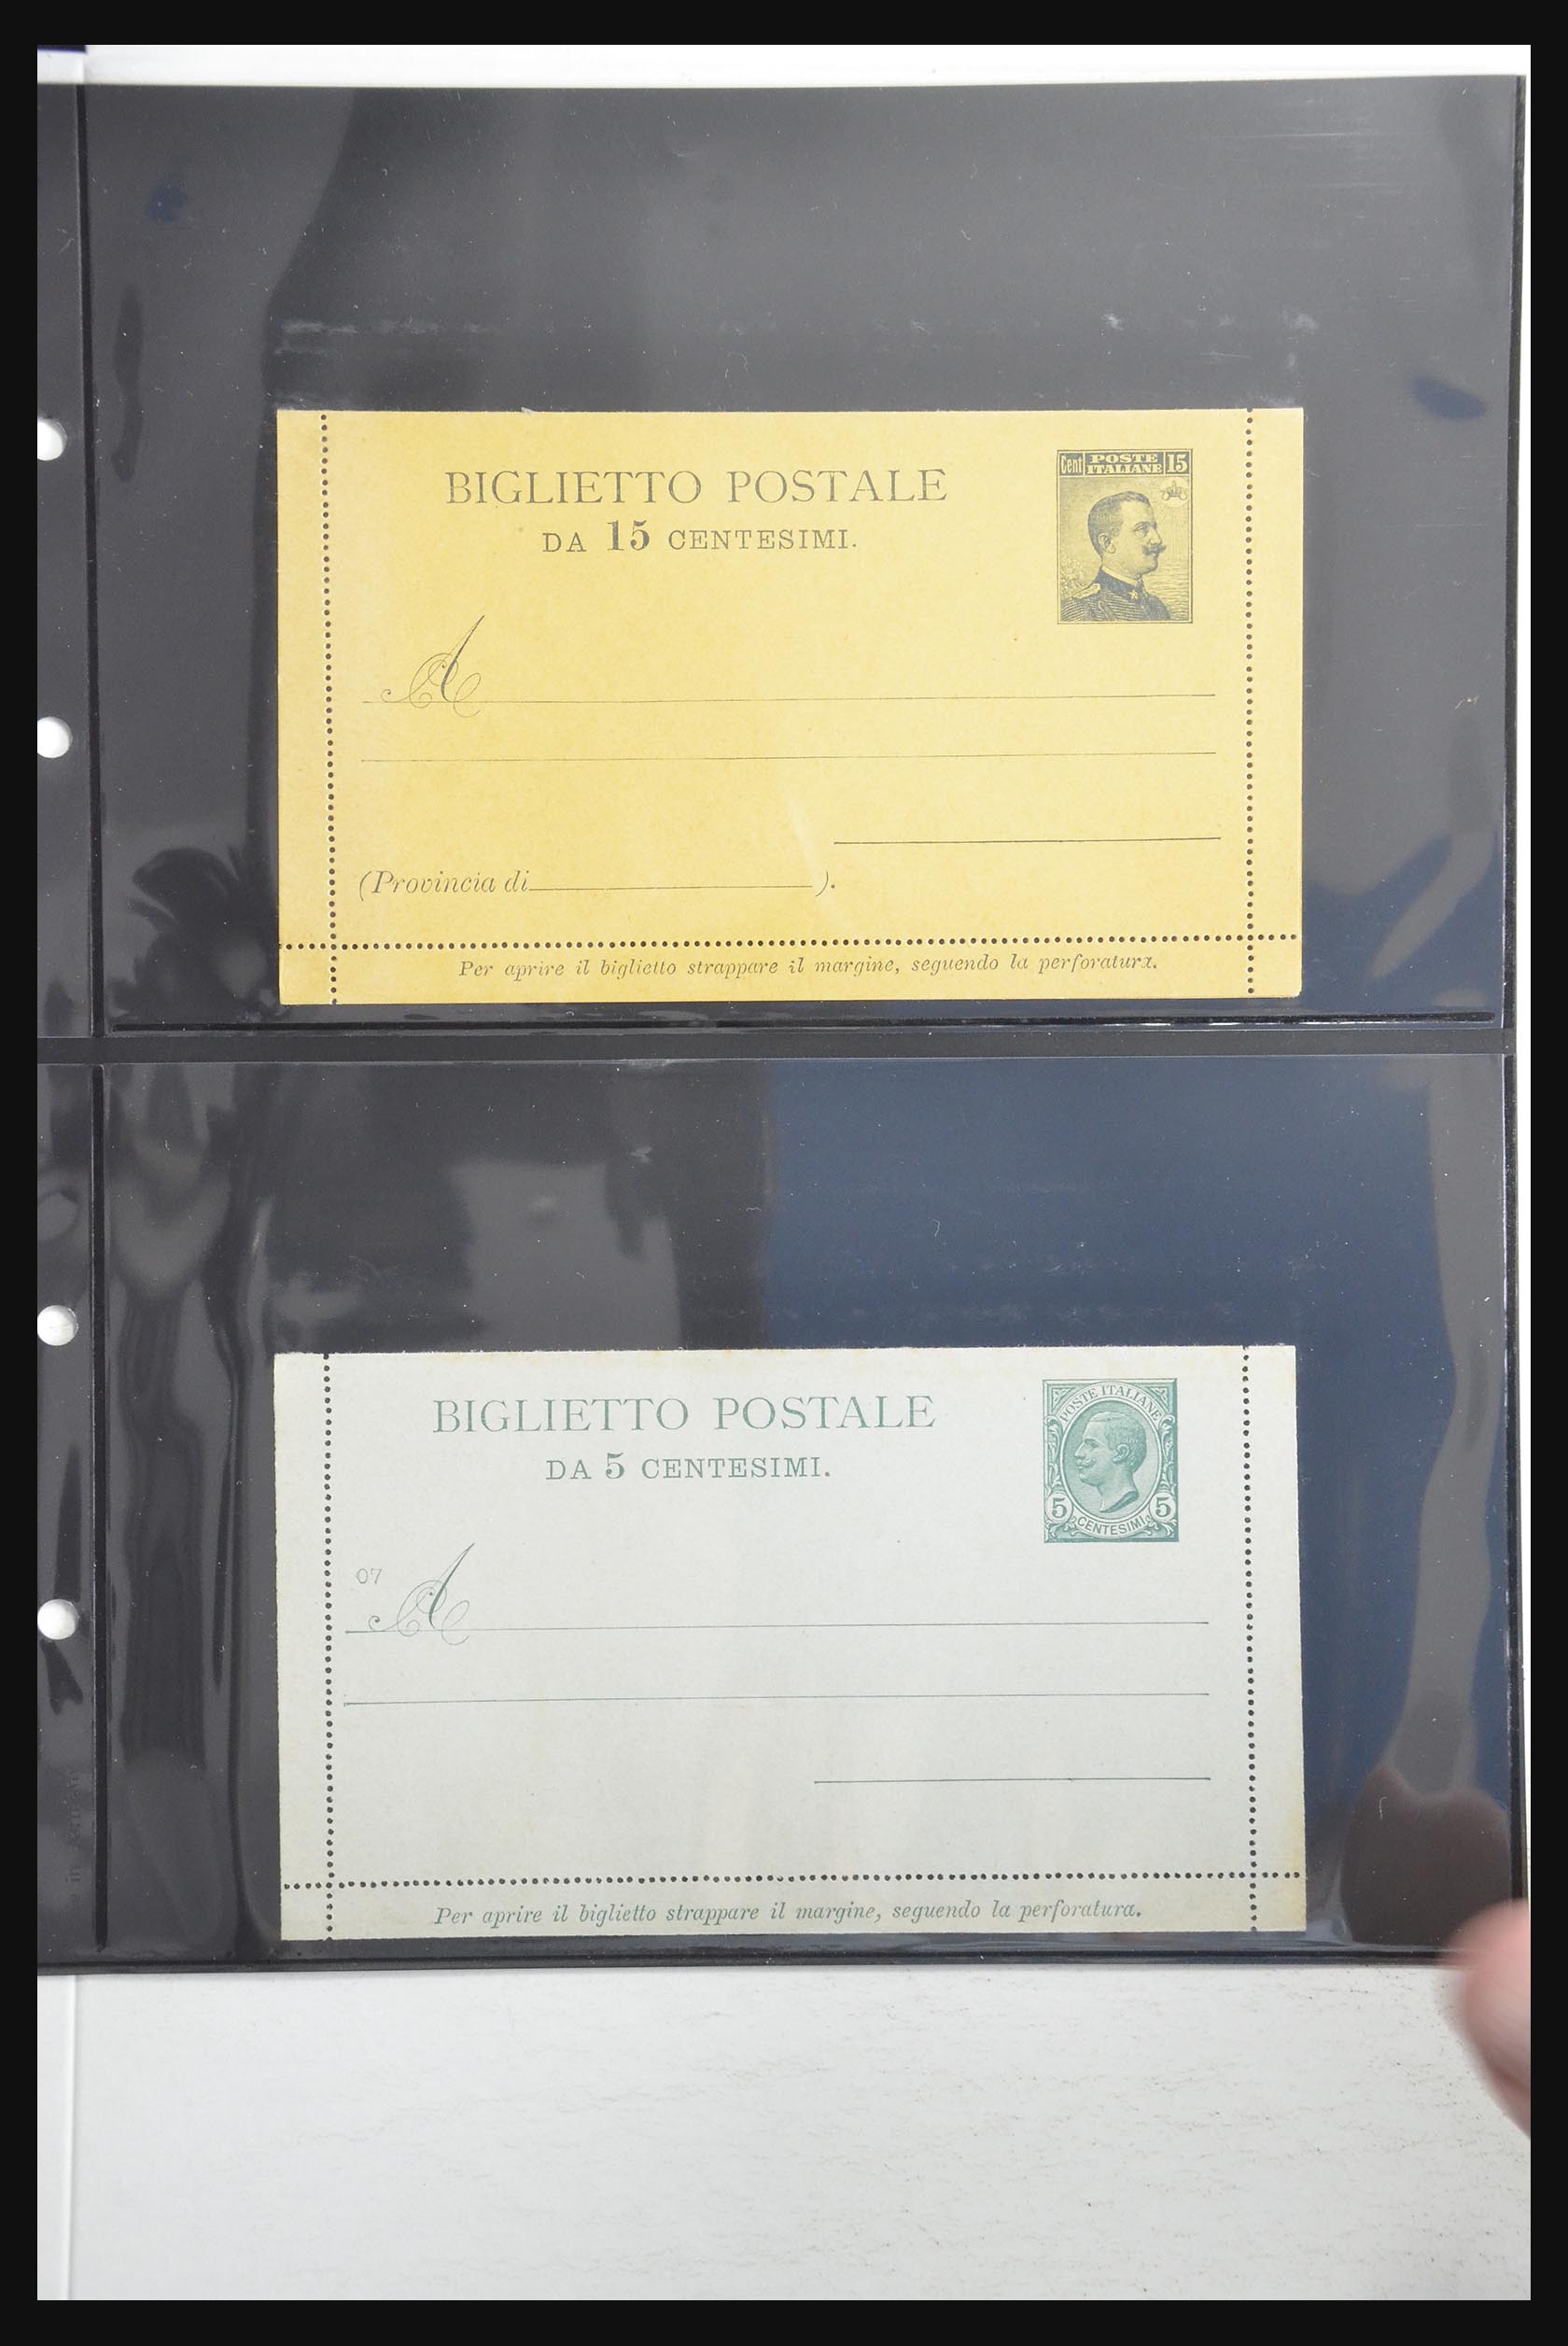 BIGLIETTO POSTALE
DA 15 CENTESIMI.
Cent POSTE ITALIANE 15
A
(Provincia di ).
Per aprire il biglietto strappare il margine, seguendo la perforatura.
BIGLIETTO POSTALE
DA 5 CENTESIMI.
POSTE ITALIANE
5 CENTESIMI 5
07
A
Per aprire il biglietto strappare il margine, seguendo la perforatura.